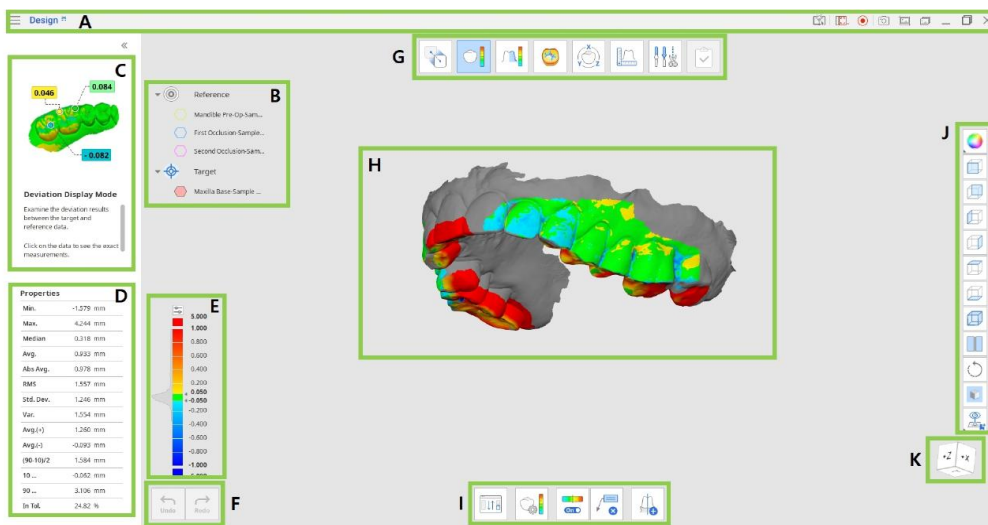 Design
A
C
0.046
0.084
- 0.082
Deviation Display Mode
Examine the deviation results
between the target and
reference data.
Click on the data to see the exact
measurements.
B
Reference
Mandible Pre-Op-Sam...
First Occlusion-Sample...
Second Occlusion-Sam...
Target
Maxilla Base-Sample ...
G
H
J
D
Properties
Min. -1.579 mm
Max. 4.244 mm
Median 0.318 mm
Avg. 0.933 mm
Abs Avg. 0.978 mm
RMS 1.557 mm
Std. Dev. 1.246 mm
Var. 1.554 mm
Avg.(+) 1.260 mm
Avg.(-) -0.093 mm
(90-10)/2 1.584 mm
10 ... -0.062 mm
90 ... 3.106 mm
In Tol. 24.82 %
E
5.000
1.000
0.800
0.600
0.400
0.200
0.050
-0.050
-0.200
-0.400
-0.600
-0.800
-1.000
F
Undo
Redo
I
ON
K
+Z +X